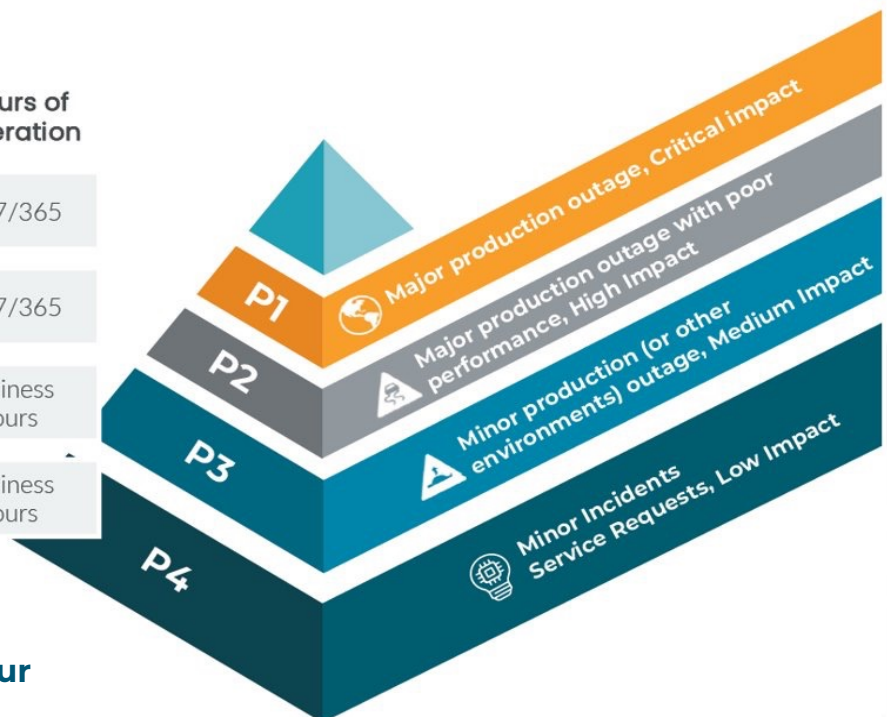 urs of
eration
7/365
7/365
iness
ours
iness
ours
P1
Major production outage, Critical impact
P2
Major production outage with poor
performance, High Impact
P3
Minor production (or other
environments) outage, Medium Impact
P4
Minor Incidents
Service Requests, Low Impact
ur